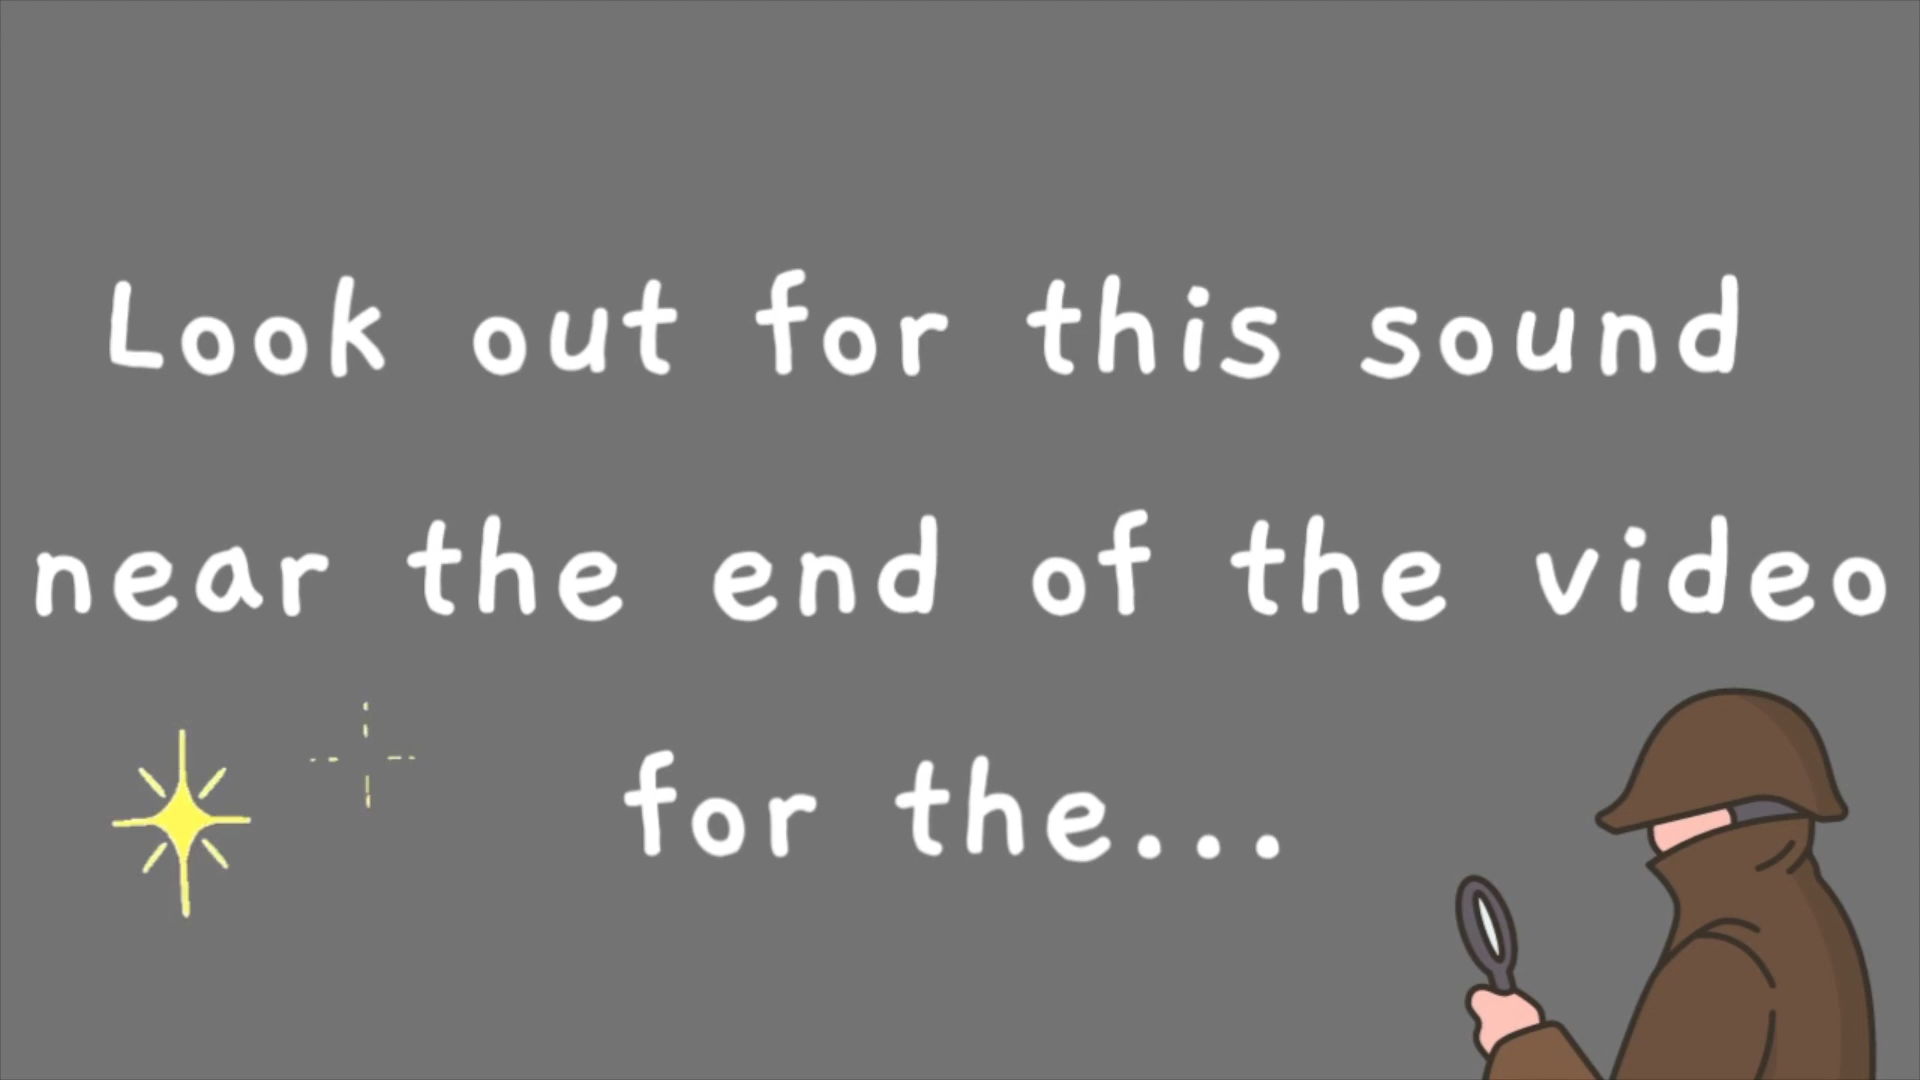 Look out for this sound
near the end of the video
for the...